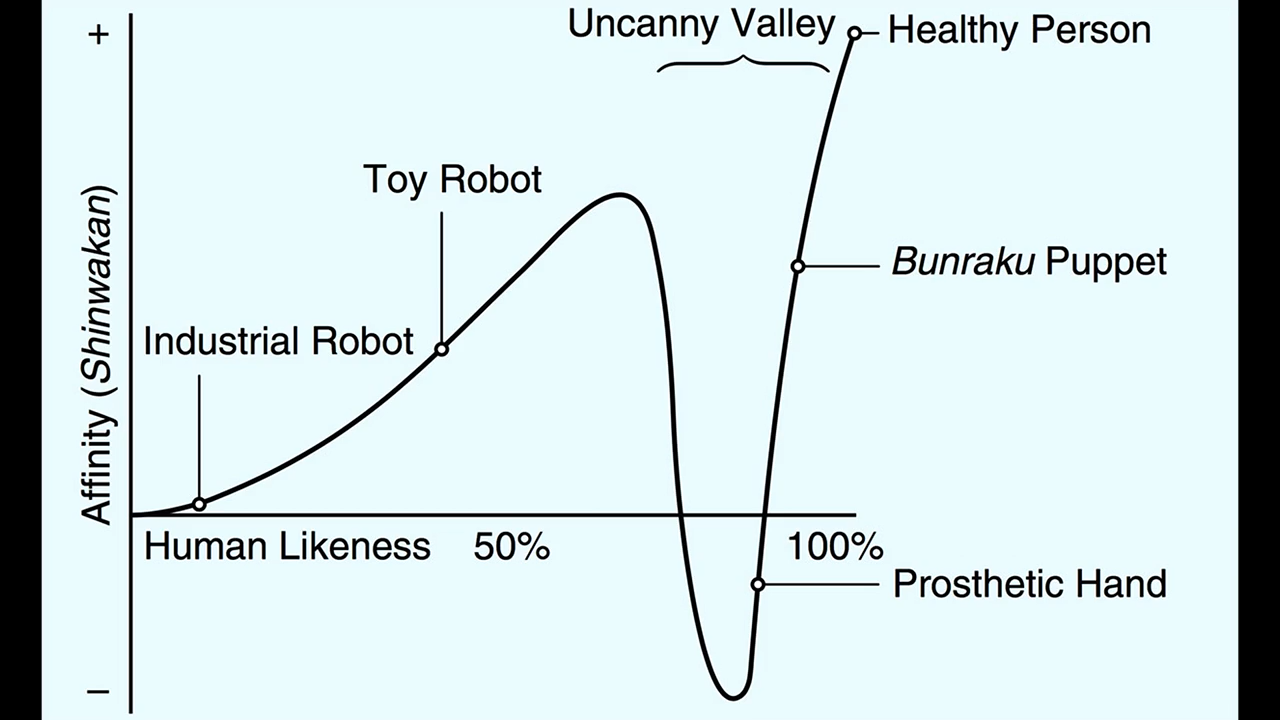 +
Uncanny Valley
Healthy Person
Toy Robot
Bunraku Puppet
Industrial Robot
Affinity (Shinwakan)
Human Likeness 50% 100%
Prosthetic Hand
–